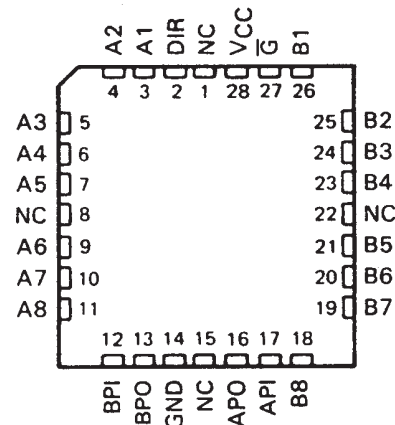 A2 A1 DIR NC VCC G̅ B1
4 3 2 1 28 27 26
A3 5 25 B2
A4 6 24 B3
A5 7 23 B4
NC 8 22 NC
A6 9 21 B5
A7 10 20 B6
A8 11 19 B7
12 13 14 15 16 17 18
BPI BPO GND NC APO API B8